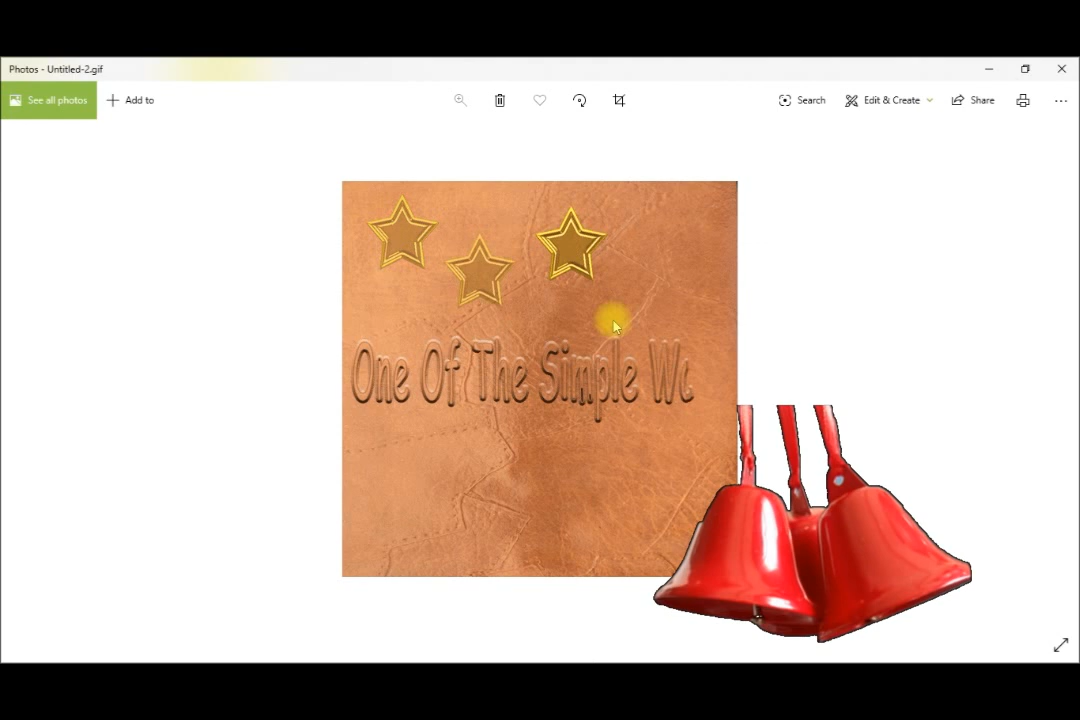 Photos - Untitled-2.gif
See all photos
Add to
Search
Edit & Create
Share
One Of The Simple